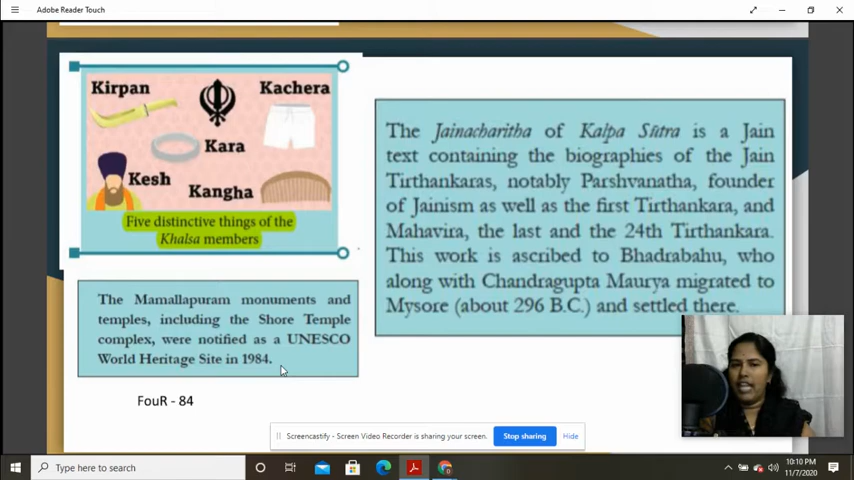 Adobe Reader Touch
Kirpan
Kachera
Kara
Kesh
Kangha
Five distinctive things of the
Khalsa members
The Mamallapuram monuments and
temples, including the Shore Temple
complex, were notified as a UNESCO
World Heritage Site in 1984.
FouR - 84
The Jainacharitha of Kalpa Sūtra is a Jain
text containing the biographies of the Jain
Tirthankaras, notably Parshvanatha, founder
of Jainism as well as the first Tirthankara, and
Mahavira, the last and the 24th Tirthankara.
This work is ascribed to Bhadrabahu, who
along with Chandragupta Maurya migrated to
Mysore (about 296 B.C.) and settled there.
Screencastify - Screen Video Recorder is sharing your screen.
Stop sharing
Hide
Type here to search
10:10 PM
11/7/2020